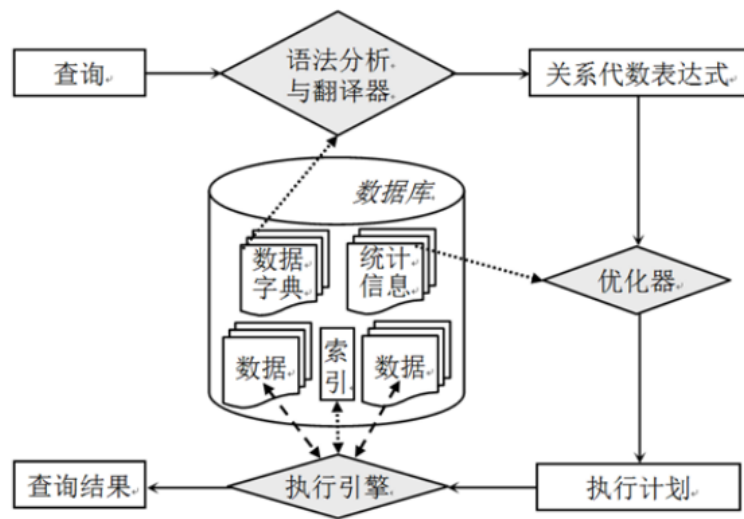 查询
语法分析
与翻译器
关系代数表达式
数据库
数据
字典
统计
信息
优化器
数据
索
引
数据
查询结果
执行引擎
执行计划